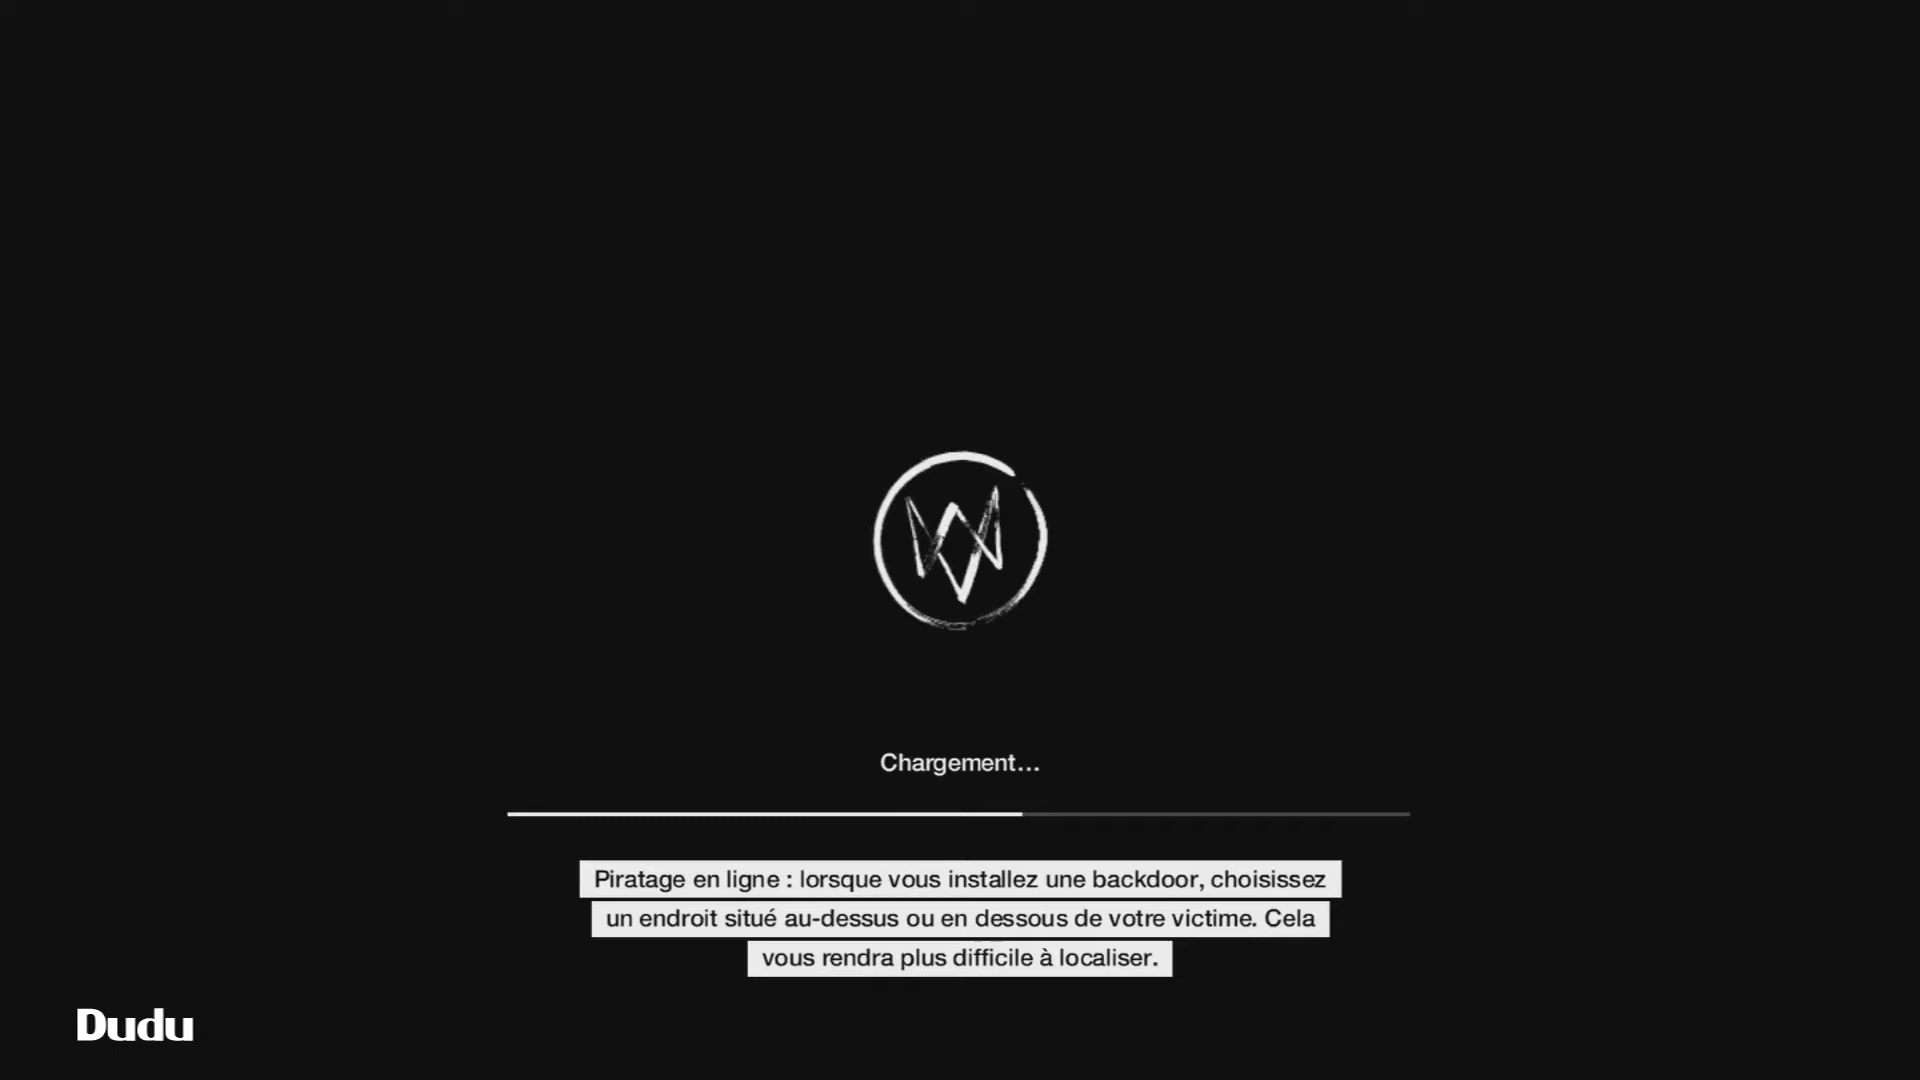 Chargement...
Piratage en ligne : lorsque vous installez une backdoor, choisissez
un endroit situé au-dessus ou en dessous de votre victime. Cela
vous rendra plus difficile à localiser.
Dudu